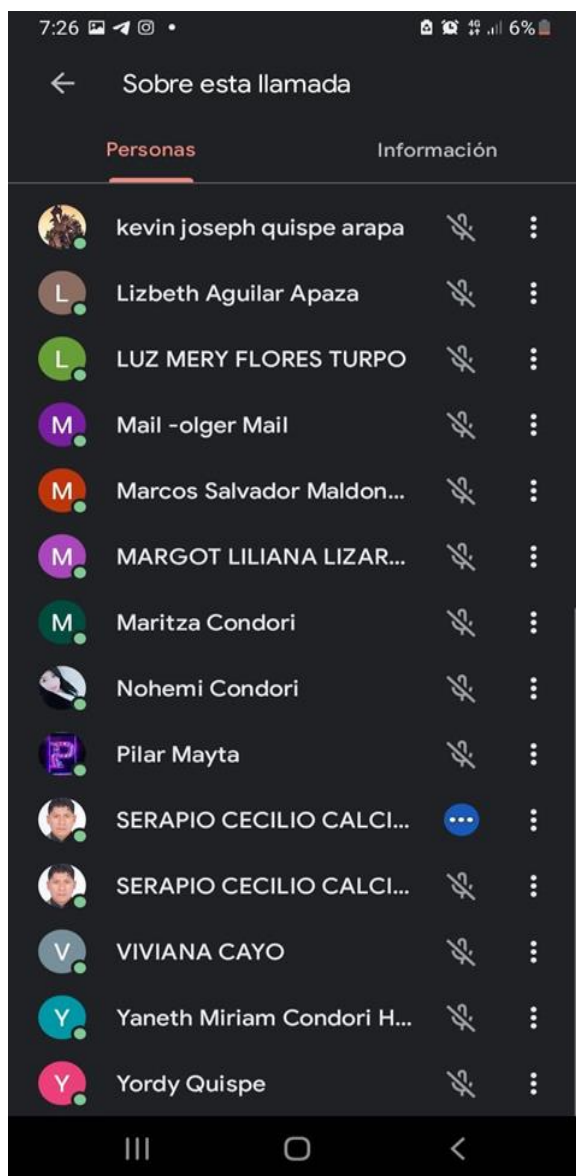 7:26 4G 6%
Sobre esta llamada
Personas Información
kevin joseph quispe arapa
L Lizbeth Aguilar Apaza
L LUZ MERY FLORES TURPO
M Mail -olger Mail
M Marcos Salvador Maldon...
M MARGOT LILIANA LIZAR...
M Maritza Condori
Nohemi Condori
P Pilar Mayta
SERAPIO CECILIO CALCI...
SERAPIO CECILIO CALCI...
V VIVIANA CAYO
Y Yaneth Miriam Condori H...
Y Yordy Quispe